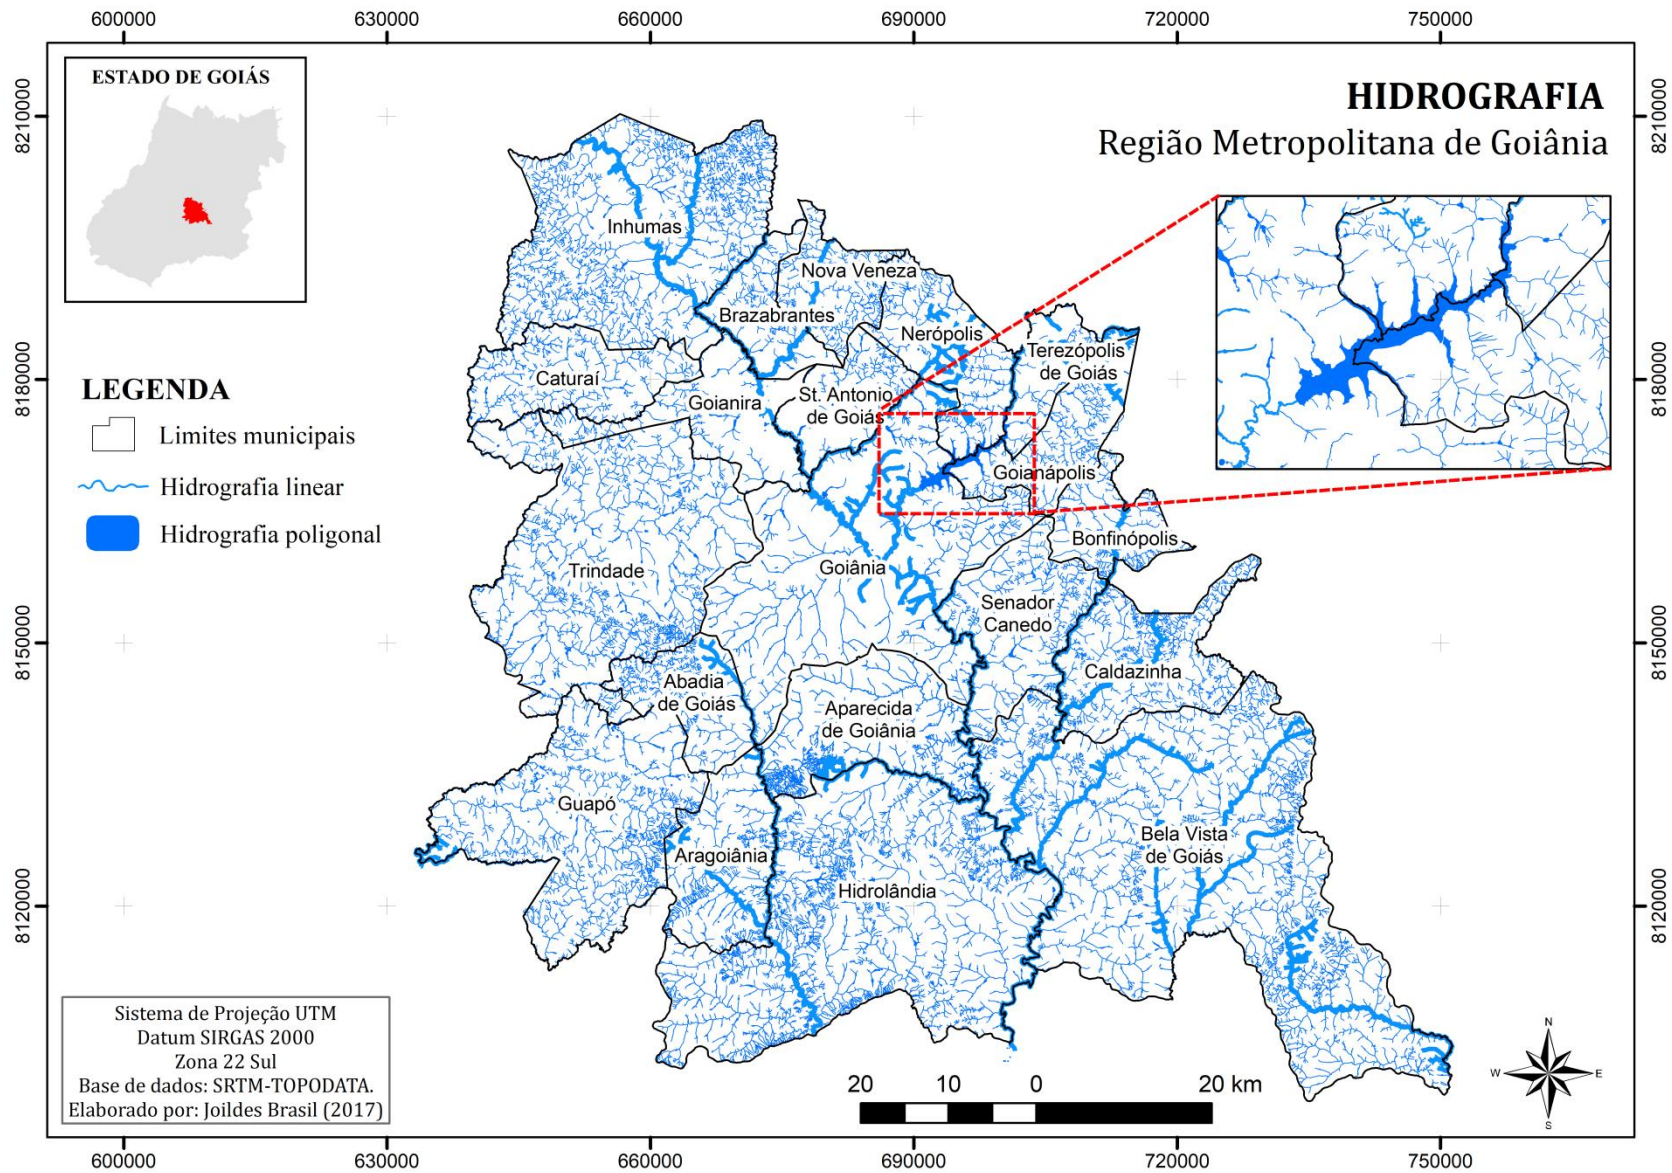 600000
630000
660000
690000
720000
750000
ESTADO DE GOIÁS
HIDROGRAFIA
Região Metropolitana de Goiânia
8210000
8210000
Inhumas
Nova Veneza
Brazabrantes
Nerópolis
Terezópolis
de Goiás
8180000
8180000
LEGENDA
Limites municipais
Hidrografia linear
Hidrografia poligonal
Caturaí
Goianira
St. Antonio
de Goiás
Goianápolis
Bonfinópolis
Trindade
Goiânia
Senador
Canedo
8150000
8150000
Abadia
de Goiás
Caldazinha
Aparecida
de Goiânia
Guapó
Bela Vista
de Goiás
Aragoiânia
Hidrolândia
8120000
8120000
Sistema de Projeção UTM
Datum SIRGAS 2000
Zona 22 Sul
Base de dados: SRTM-TOPODATA.
Elaborado por: Joildes Brasil (2017)
20 10 0 20 km
N
W E
S
600000
630000
660000
690000
720000
750000